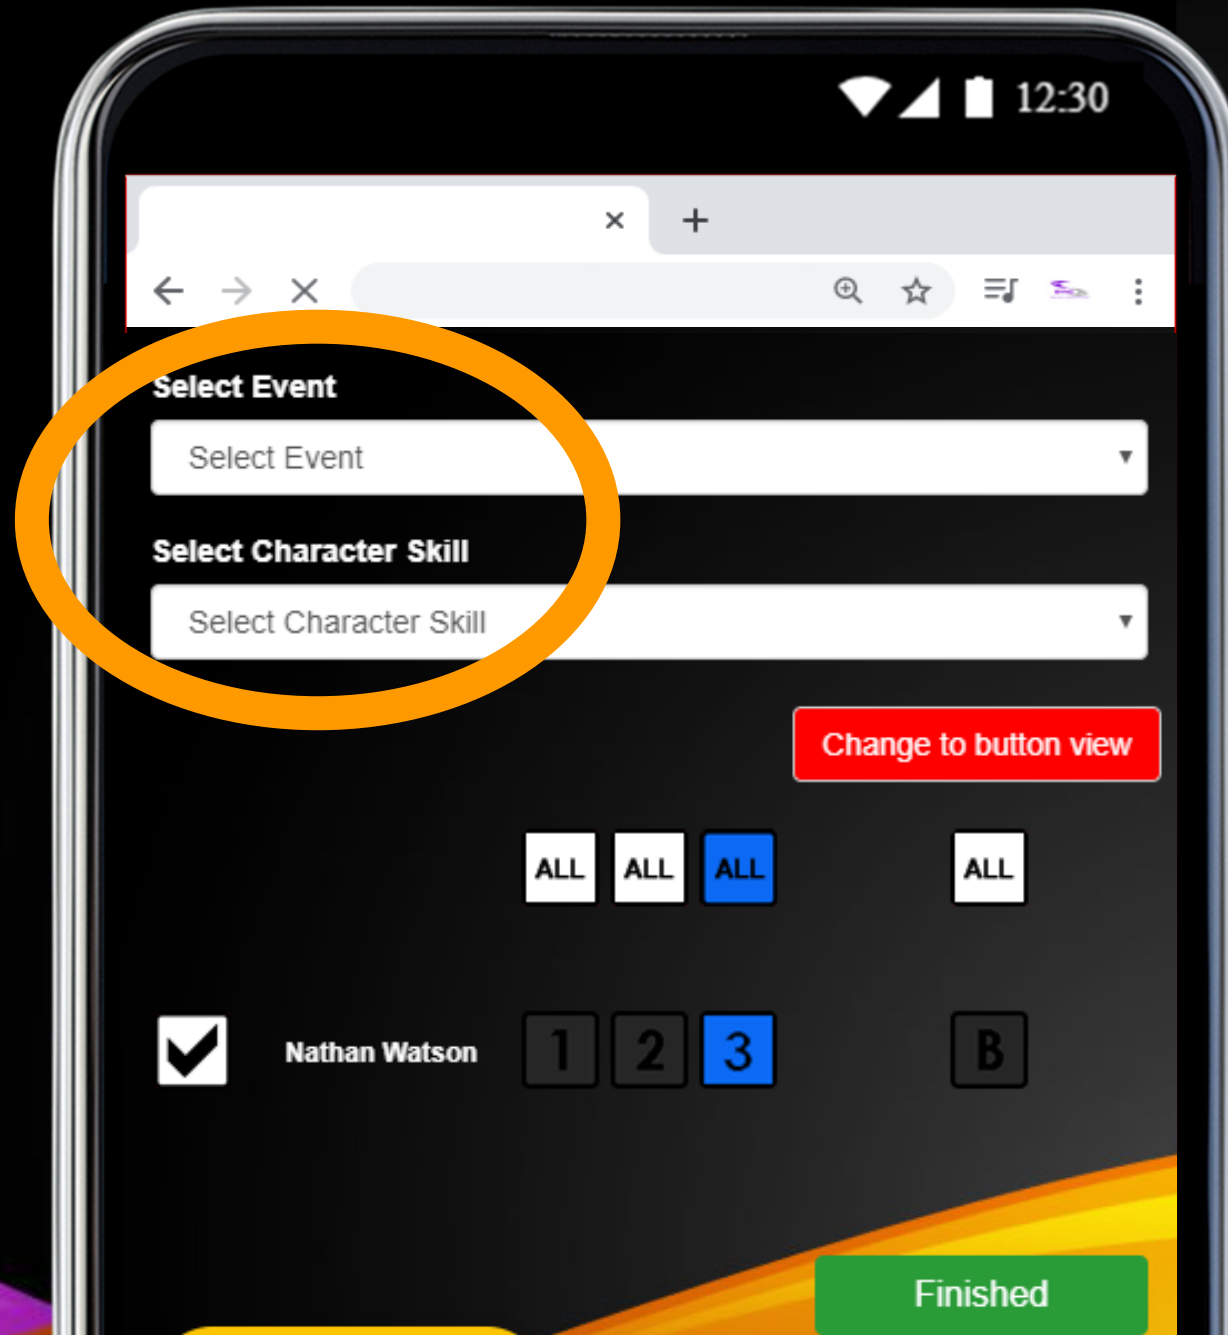 12:30
Select Event
Select Event
Select Character Skill
Select Character Skill
Change to button view
ALL ALL ALL ALL
Nathan Watson 1 2 3 B
Finished